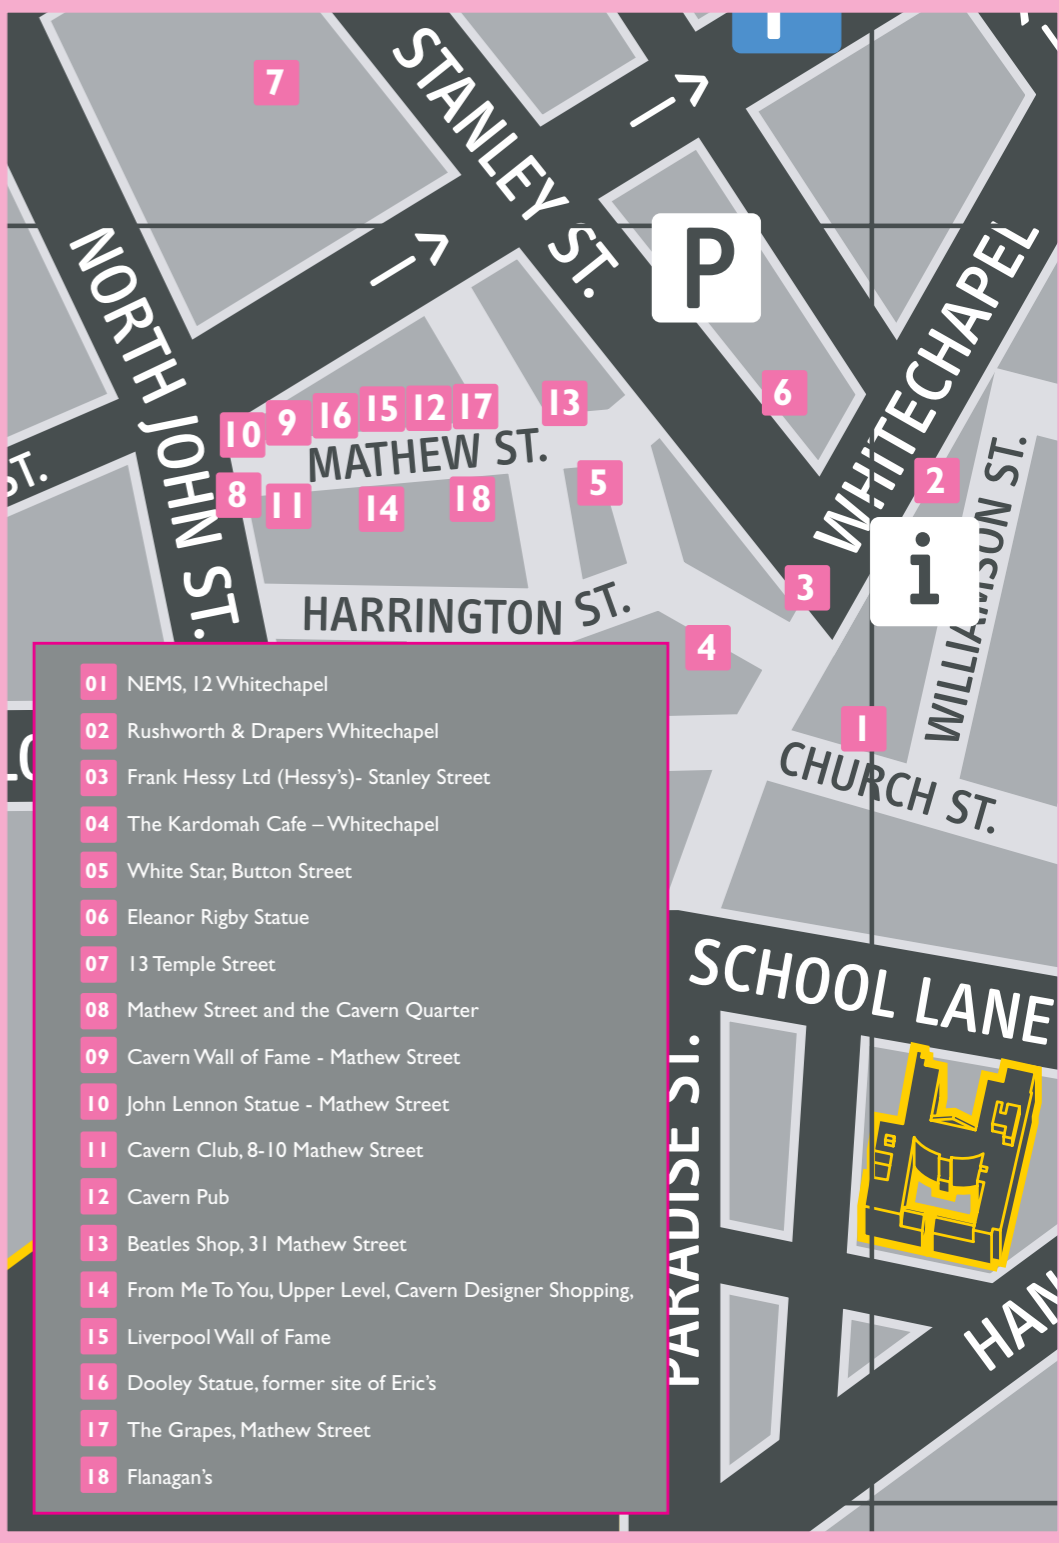 7
STANLEY ST.
P
NORTH JOHN ST.
WHITECHAPEL
6
10
9
16
15
12
17
13
MATHEW ST.
ST.
8
11
14
18
5
2
i
WILLIAMSON ST.
3
HARRINGTON ST.
4
1
CHURCH ST.
SCHOOL LANE
PARADISE ST.
HAN
01 NEMS, 12 Whitechapel
02 Rushworth & Drapers Whitechapel
03 Frank Hessy Ltd (Hessy's)- Stanley Street
04 The Kardomah Cafe – Whitechapel
05 White Star, Button Street
06 Eleanor Rigby Statue
07 13 Temple Street
08 Mathew Street and the Cavern Quarter
09 Cavern Wall of Fame - Mathew Street
10 John Lennon Statue - Mathew Street
11 Cavern Club, 8-10 Mathew Street
12 Cavern Pub
13 Beatles Shop, 31 Mathew Street
14 From Me To You, Upper Level, Cavern Designer Shopping,
15 Liverpool Wall of Fame
16 Dooley Statue, former site of Eric's
17 The Grapes, Mathew Street
18 Flanagan's